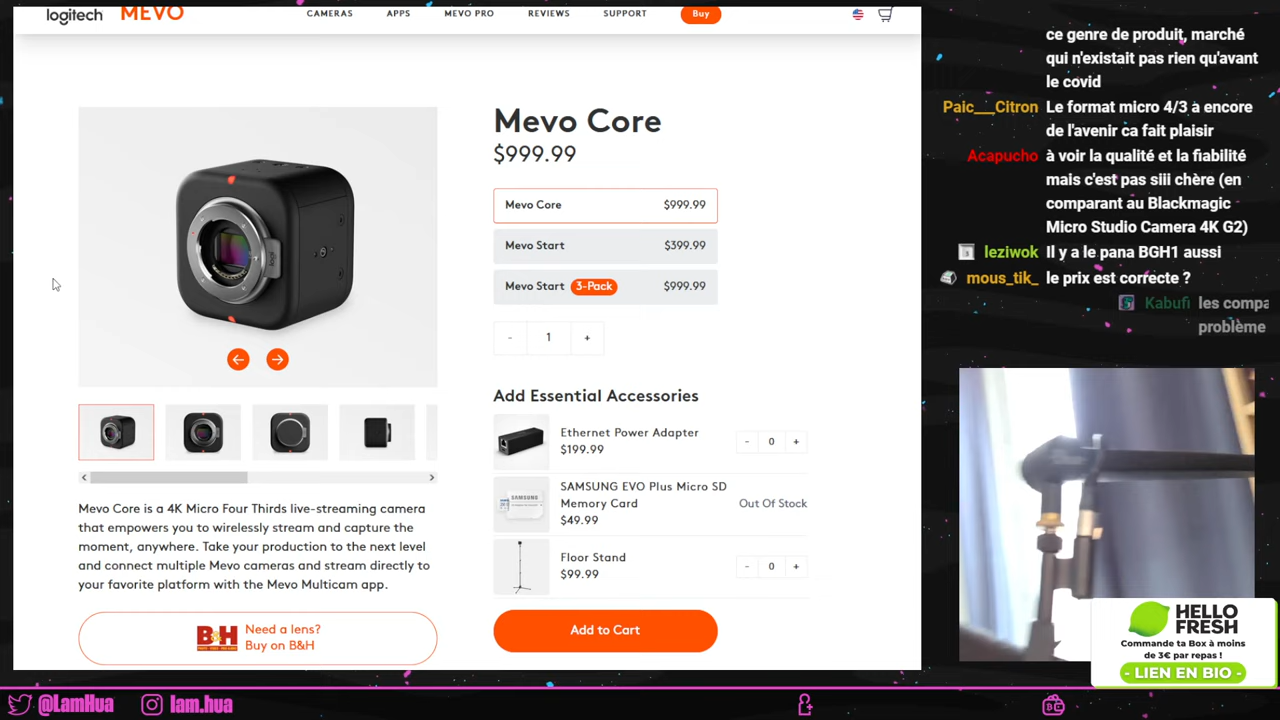 logitech MEVO CAMERAS APPS MEVO PRO REVIEWS SUPPORT Buy
Mevo Core
$999.99
Mevo Core $999.99
Mevo Start $399.99
Mevo Start 3-Pack $999.99
- 1 +
Add Essential Accessories
Ethernet Power Adapter
$199.99
- 0 +
SAMSUNG EVO Plus Micro SD
Memory Card
$49.99
Out Of Stock
Floor Stand
$99.99
- 0 +
Add to Cart
Mevo Core is a 4K Micro Four Thirds live-streaming camera
that empowers you to wirelessly stream and capture the
moment, anywhere. Take your production to the next level
and connect multiple Mevo cameras and stream directly to
your favorite platform with the Mevo Multicam app.
B&H
Need a lens?
Buy on B&H
ce genre de produit, marché
qui n'existait pas rien qu'avant
le covid
Paic___Citron Le format micro 4/3 à encore
de l'avenir ca fait plaisir
Acapucho à voir la qualité et la fiabilité
mais c'est pas siii chère (en
comparant au Blackmagic
Micro Studio Camera 4K G2)
leziwok Il y a le pana BGH1 aussi
mous_tik_ le prix est correcte ?
Kabufi les compa
problème
HELLO
FRESH
Commande ta Box à moins
de 3€ par repas !
- LIEN EN BIO -
@LamHua lam.hua